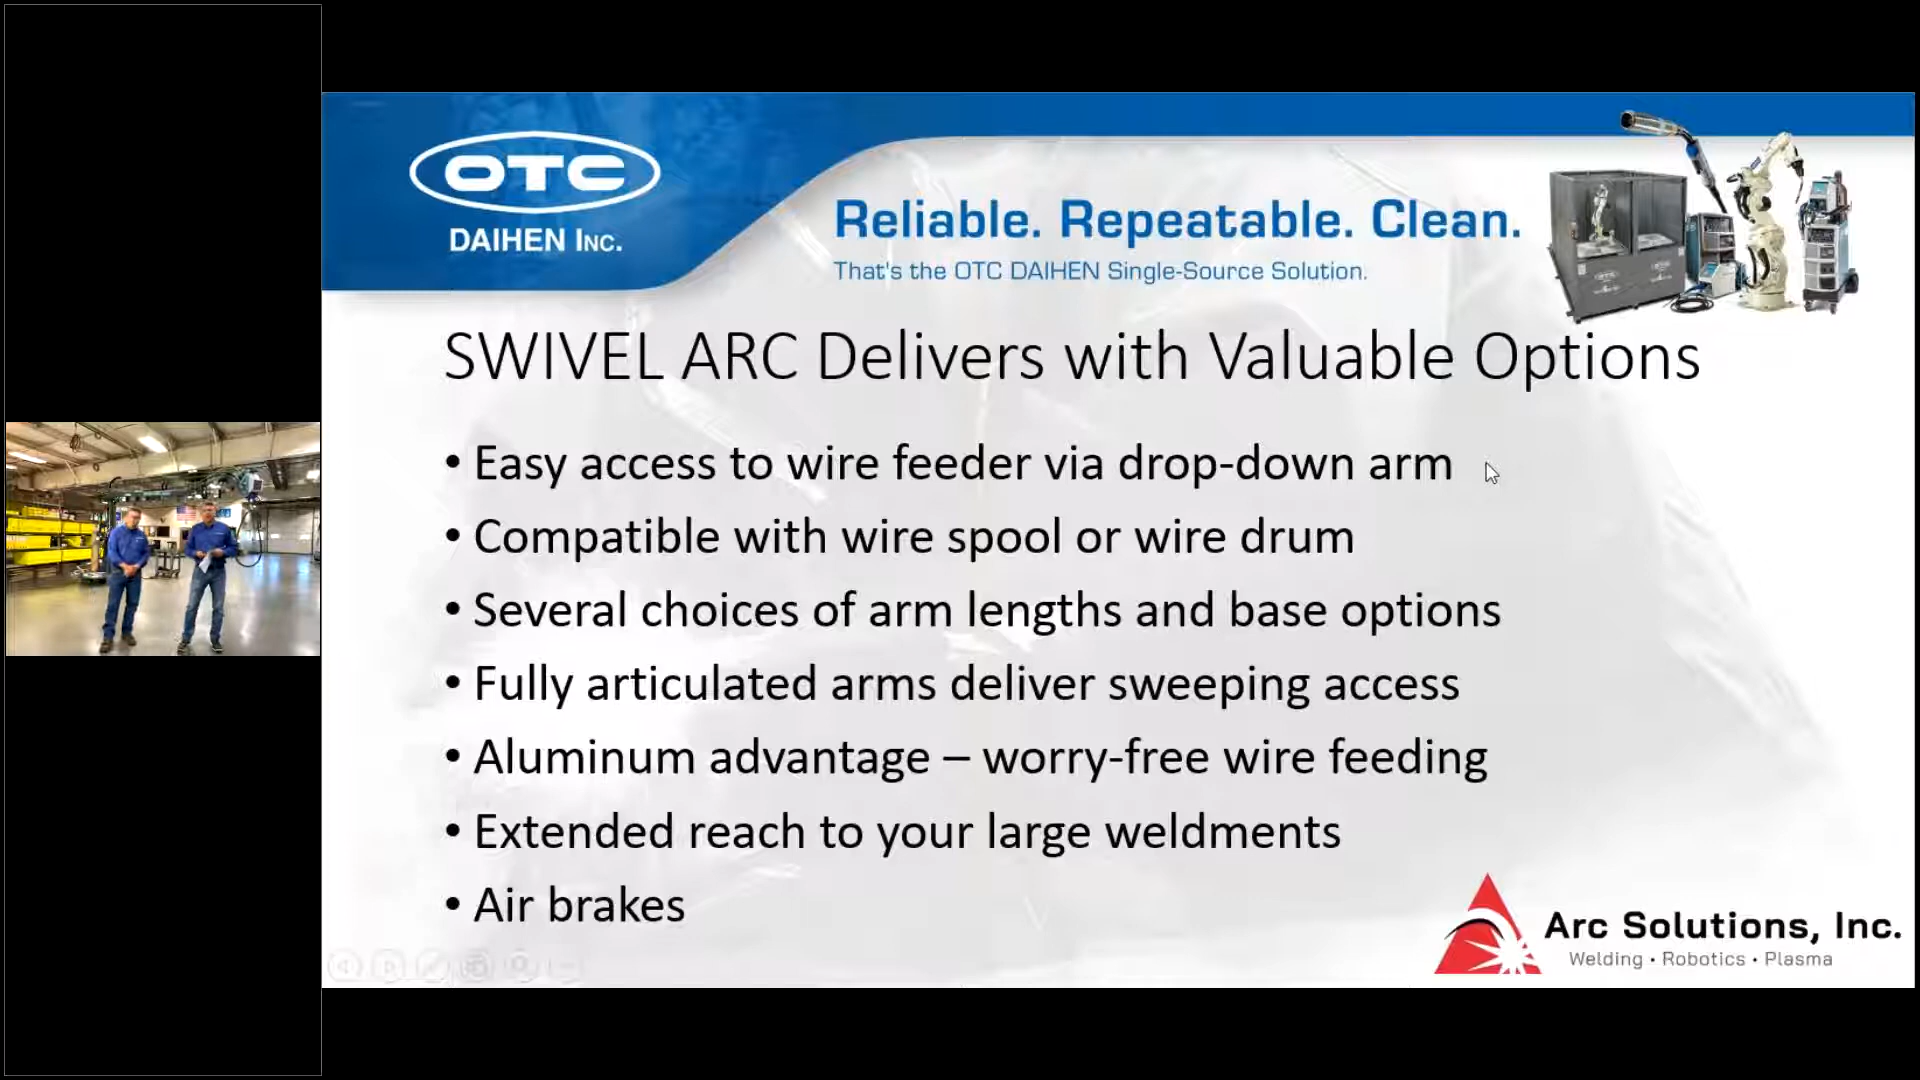 OTC
DAIHEN INC.
Reliable. Repeatable. Clean.
That's the OTC DAIHEN Single-Source Solution.
SWIVEL ARC Delivers with Valuable Options
• Easy access to wire feeder via drop-down arm
• Compatible with wire spool or wire drum
• Several choices of arm lengths and base options
• Fully articulated arms deliver sweeping access
• Aluminum advantage – worry-free wire feeding
• Extended reach to your large weldments
• Air brakes
Arc Solutions, Inc.
Welding • Robotics • Plasma